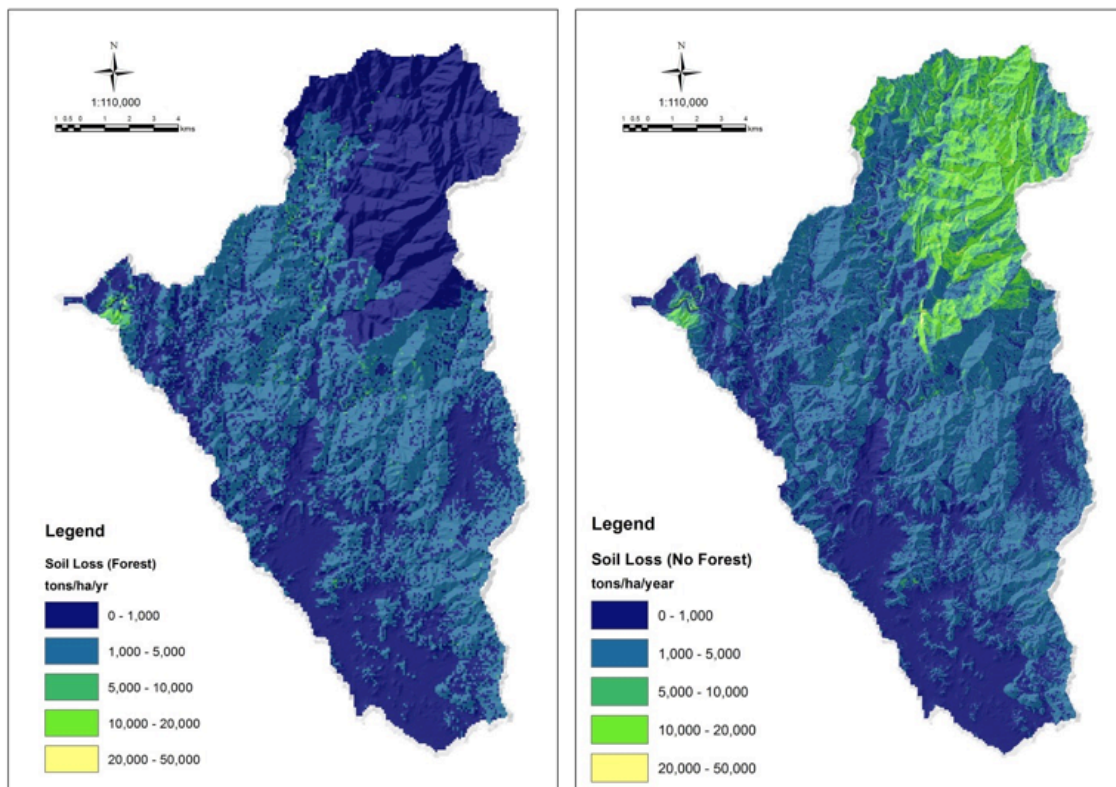 N
1:110,000
1 0.5 0 1 2 3 4
kms
Legend
Soil Loss (Forest)
tons/ha/yr
0 - 1,000
1,000 - 5,000
5,000 - 10,000
10,000 - 20,000
20,000 - 50,000
N
1:110,000
1 0.5 0 1 2 3 4
kms
Legend
Soil Loss (No Forest)
tons/ha/year
0 - 1,000
1,000 - 5,000
5,000 - 10,000
10,000 - 20,000
20,000 - 50,000